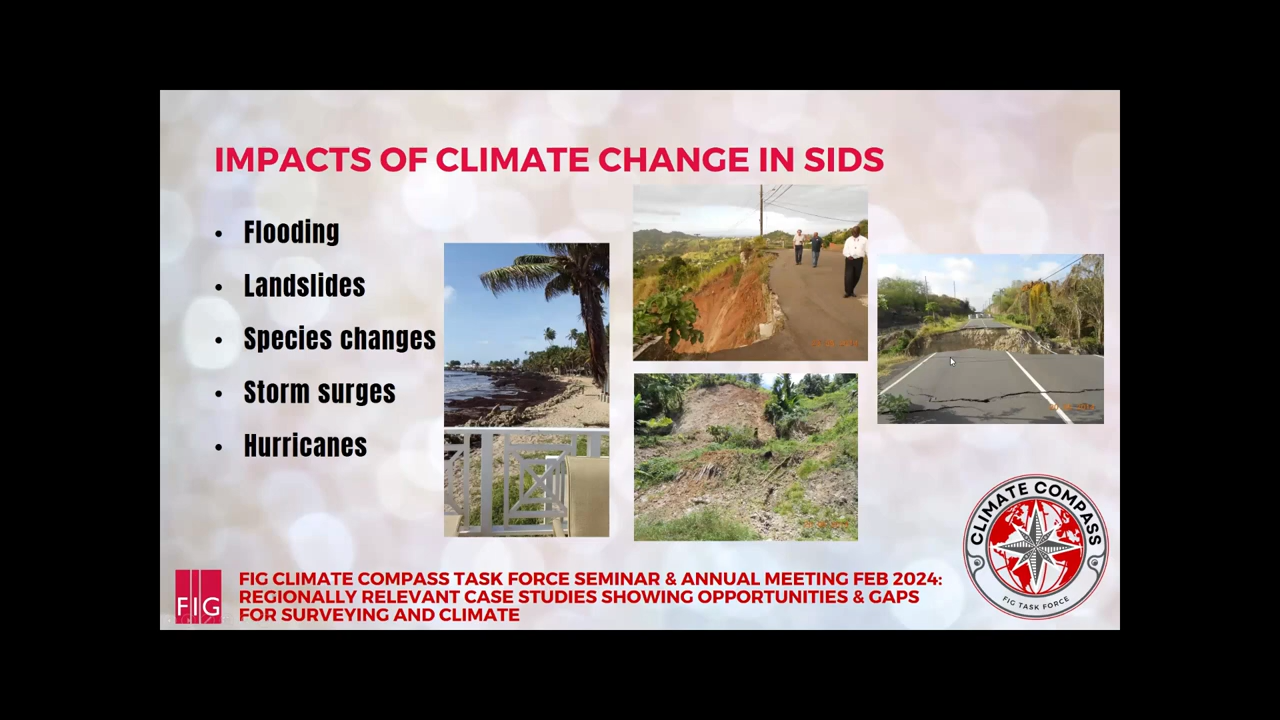 IMPACTS OF CLIMATE CHANGE IN SIDS
• Flooding
• Landslides
• Species changes
• Storm surges
• Hurricanes
FIG
FIG CLIMATE COMPASS TASK FORCE SEMINAR & ANNUAL MEETING FEB 2024:
REGIONALLY RELEVANT CASE STUDIES SHOWING OPPORTUNITIES & GAPS
FOR SURVEYING AND CLIMATE
CLIMATE COMPASS
FIG TASK FORCE